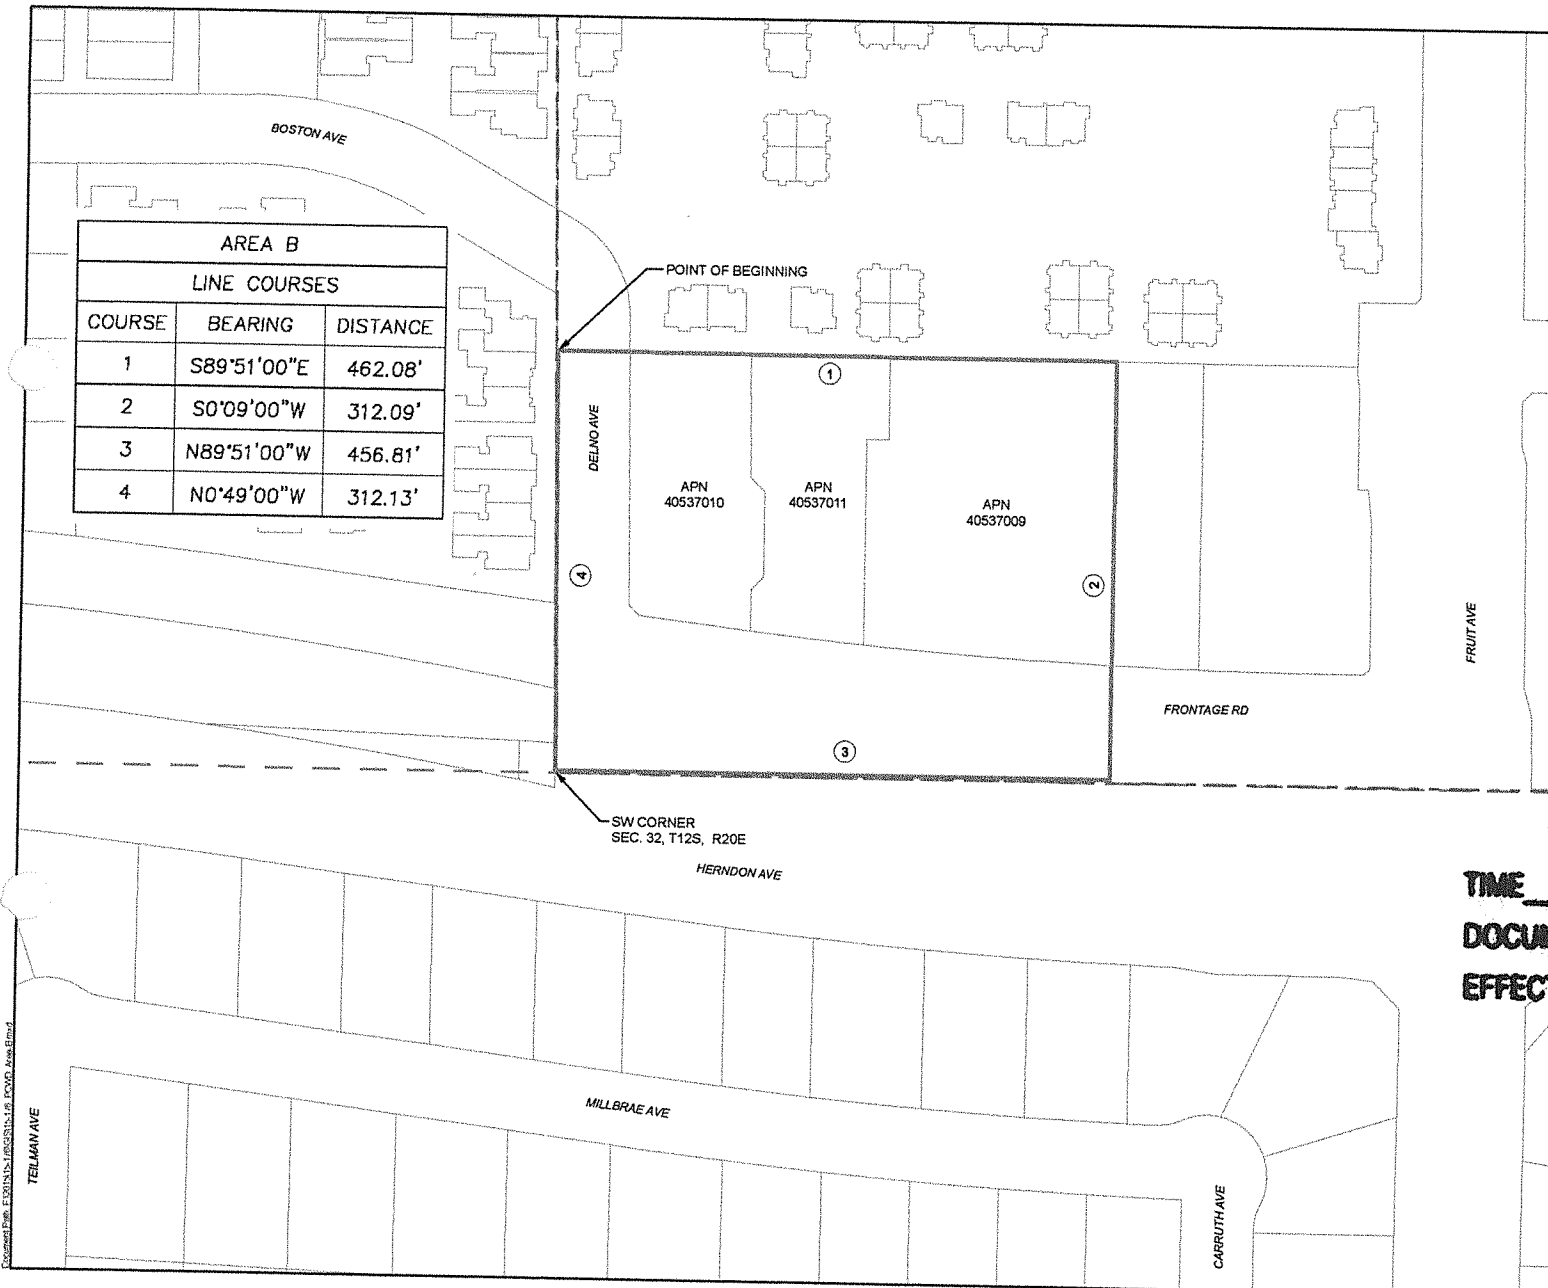 BOSTON AVE
AREA B
LINE COURSES
COURSE BEARING DISTANCE
1 S89°51'00"E 462.08'
2 S0°09'00"W 312.09'
3 N89°51'00"W 456.81'
4 N0°49'00"W 312.13'
POINT OF BEGINNING
1
DELNO AVE
APN
40537010
APN
40537011
APN
40537009
4
2
FRUIT AVE
FRONTAGE RD
3
SW CORNER
SEC. 32, T12S, R20E
HERNDON AVE
TIME
MILLBRAE AVE
TEILMAN AVE
CARRUTH AVE